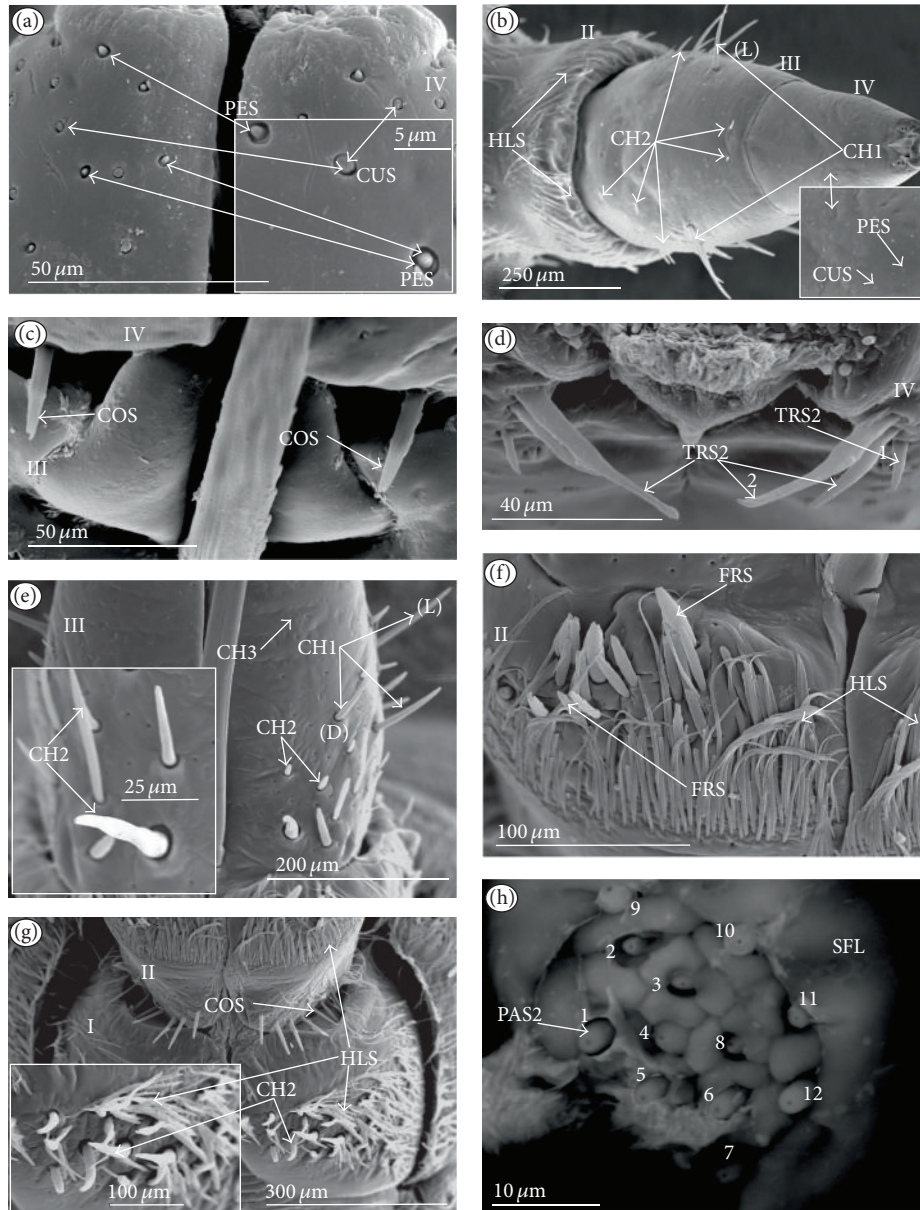 (a)
IV
PES
5 μm
CUS
50 μm
PES
(b)
II
(L)
III
IV
HLS
CH2
CH1
PES
CUS
250 μm
(c)
IV
COS
COS
III
50 μm
(d)
IV
TRS2
TRS2
1
2
40 μm
(e)
III
(L)
CH3
CH1
CH2
(D)
CH2
25 μm
200 μm
(f)
FRS
II
HLS
FRS
100 μm
(g)
II
COS
I
HLS
CH2
100 μm
300 μm
(h)
9
10
2
SFL
3
11
PAS2
1
4
8
5
6
12
7
10 μm